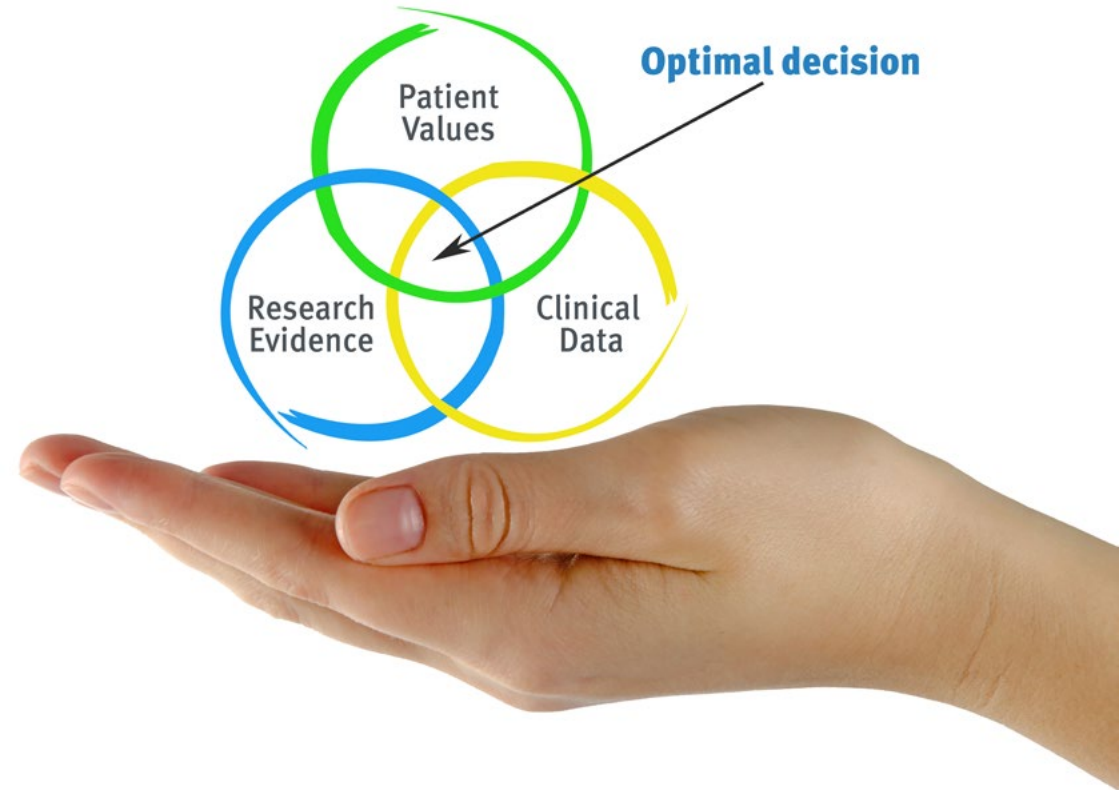 Optimal decision
Patient
Values
Research
Evidence
Clinical
Data